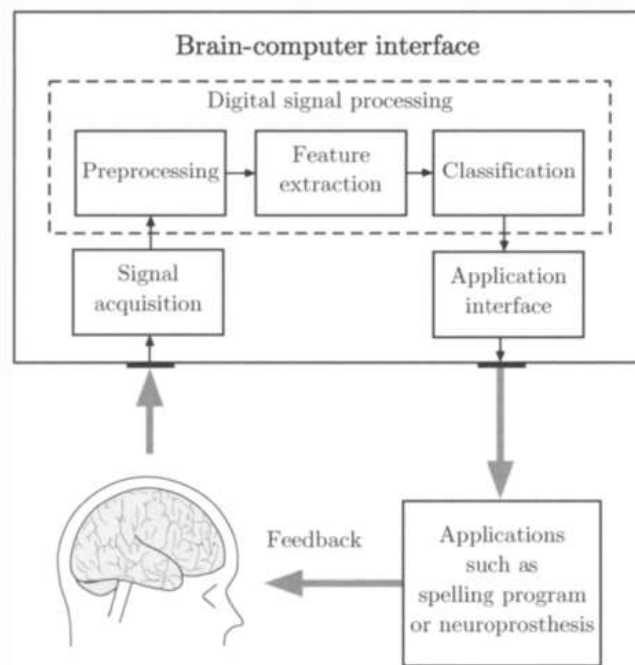 Brain-computer interface
Digital signal processing
Preprocessing
Feature
extraction
Classification
Signal
acquisition
Application
interface
Feedback
Applications
such as
spelling program
or neuroprosthesis